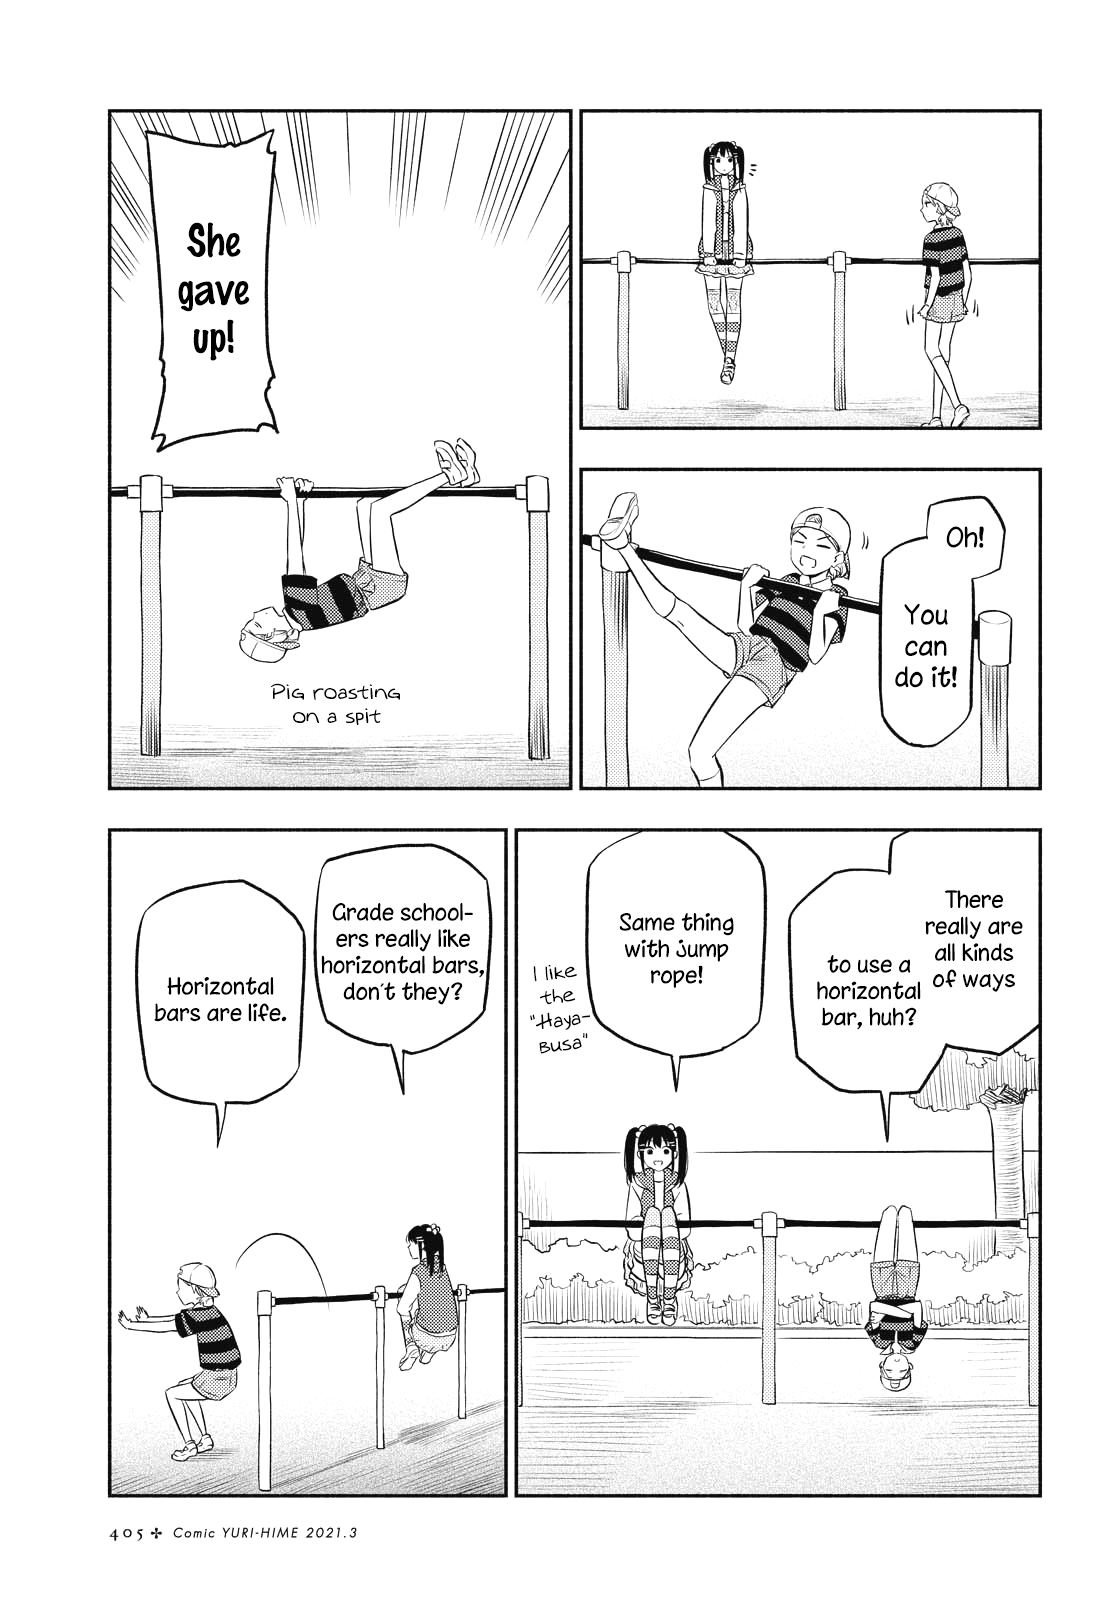 Oh!
You
can
do it!
She
gave
up!
Pig roasting
on a spit
There
really are
all kinds
of ways
to use a
horizontal
bar, huh?
Same thing
with jump
rope!
I like
the
"Haya-
Busa"
Grade school-
ers really like
horizontal bars,
don't they?
Horizontal
bars are life.
405 ✣ Comic YURI-HIME 2021.3